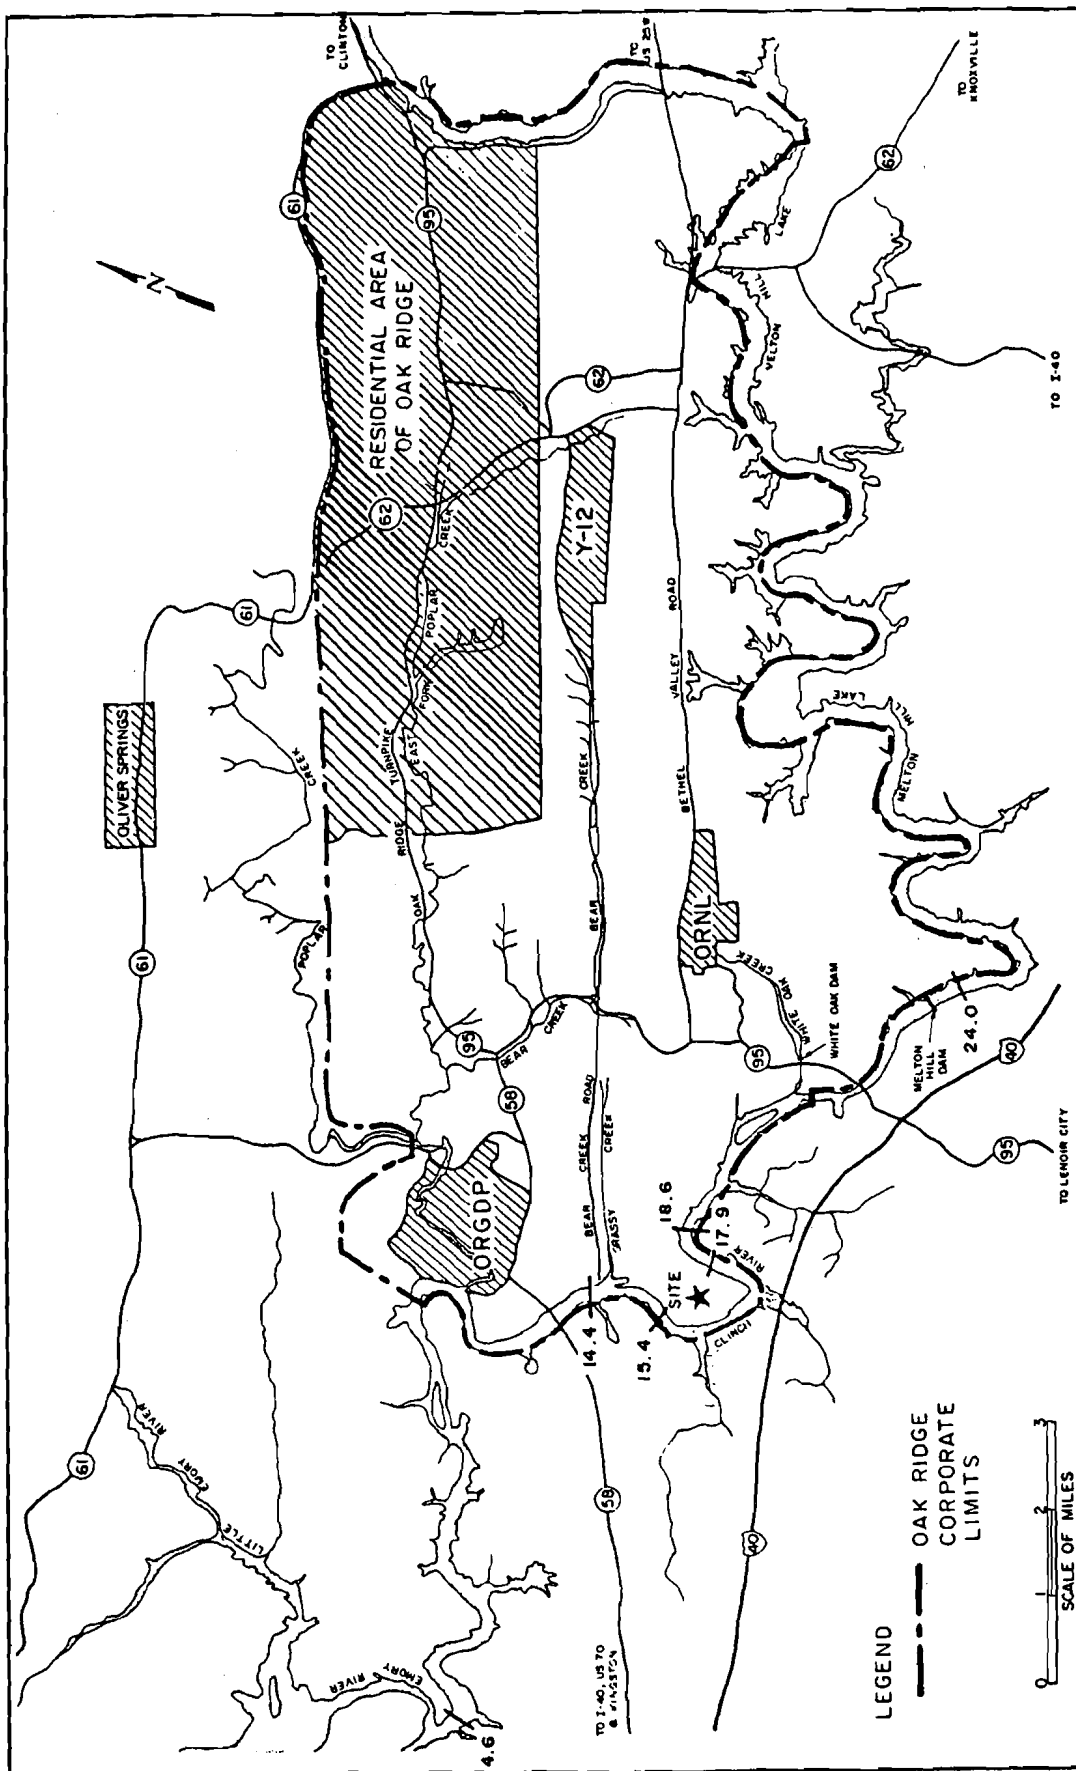 TO
CLINTON
TO
US 25W
TO
KNOXVILLE
61
95
62
N
RESIDENTIAL AREA
OF OAK RIDGE
LAKE
HILL
VELTON
62
62
TO I-40
Y-12
CREEK
POPLAR
FORK
EAST
61
OLIVER SPRINGS
CREEK
POPLAR
OAK
RIDGE
TURNPIKE
BETHEL
VALLEY
ROAD
BEAR
CREEK
MELTON
HILL
LAKE
61
ORNL
WHITE OAK CREEK
WHITE OAK DAM
95
95
BEAR
CREEK
58
MELTON
HILL
DAM
24.0
40
95
TO LENOIR CITY
ORGDP
BEAR
CREEK
ROAD
GRASSY
CREEK
18.6
17.9
SITE
RIVER
CLINCH
14.4
15.4
61
LITTLE
EMORY
RIVER
EMORY
RIVER
4.6
58
40
TO I-40, US 70
& KINGSTON
LEGEND
OAK RIDGE
CORPORATE
LIMITS
0
1
2
3
SCALE OF MILES